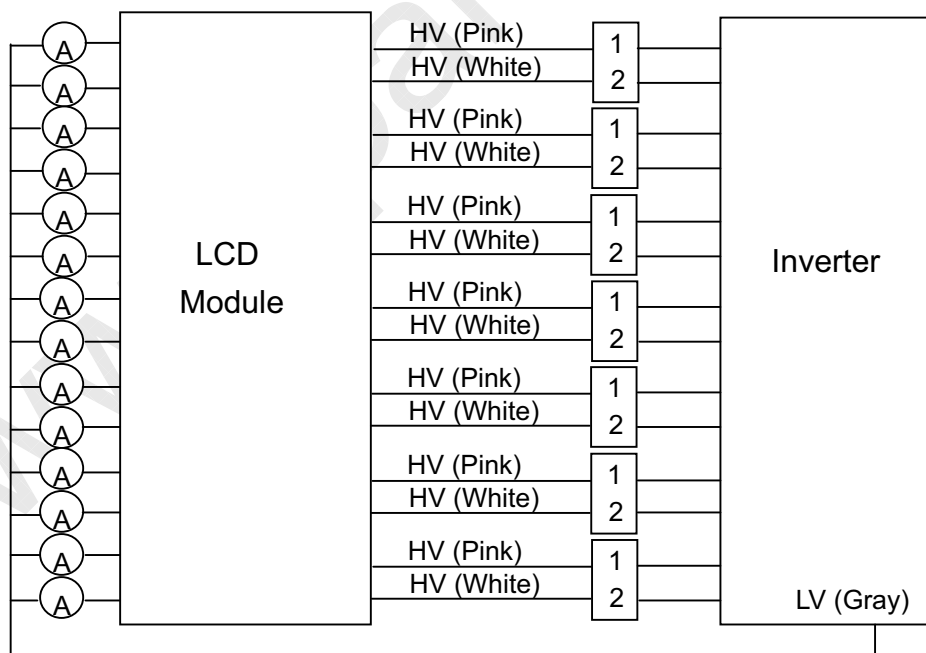 A
A
A
A
A
A
A
A
A
A
A
A
A
A
LCD
Module
HV (Pink)
HV (White)
1
2
HV (Pink)
HV (White)
1
2
HV (Pink)
HV (White)
1
2
HV (Pink)
HV (White)
1
2
HV (Pink)
HV (White)
1
2
HV (Pink)
HV (White)
1
2
HV (Pink)
HV (White)
1
2
Inverter
LV (Gray)